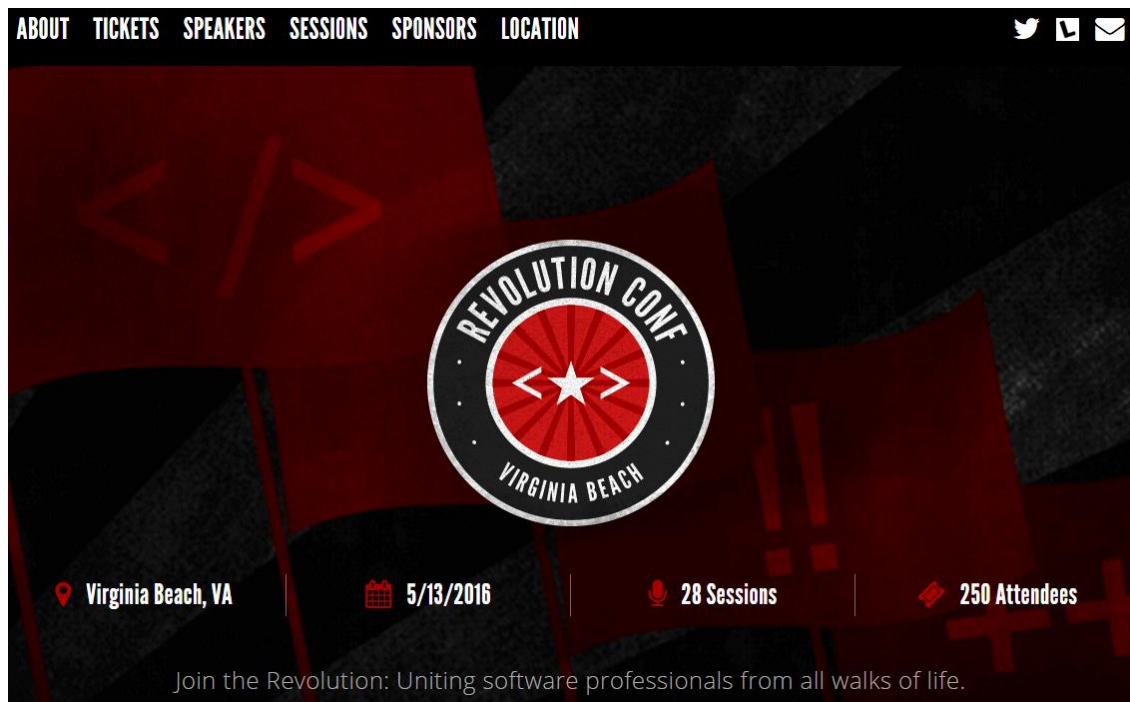 ABOUT TICKETS SPEAKERS SESSIONS SPONSORS LOCATION
</>
REVOLUTION CONF
< >
VIRGINIA BEACH
!!
++
Virginia Beach, VA 5/13/2016 28 Sessions 250 Attendees
Join the Revolution: Uniting software professionals from all walks of life.